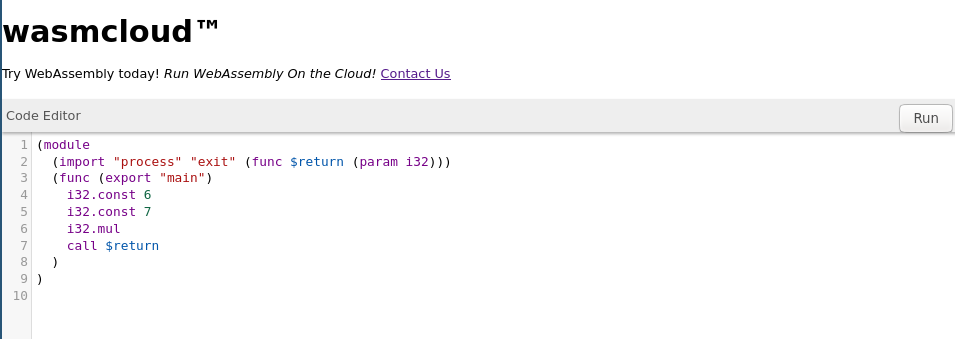 wasmcloud™
Try WebAssembly today! Run WebAssembly On the Cloud! Contact Us
Code Editor
Run
1 (module
2   (import "process" "exit" (func $return (param i32)))
3   (func (export "main")
4     i32.const 6
5     i32.const 7
6     i32.mul
7     call $return
8   )
9 )
10